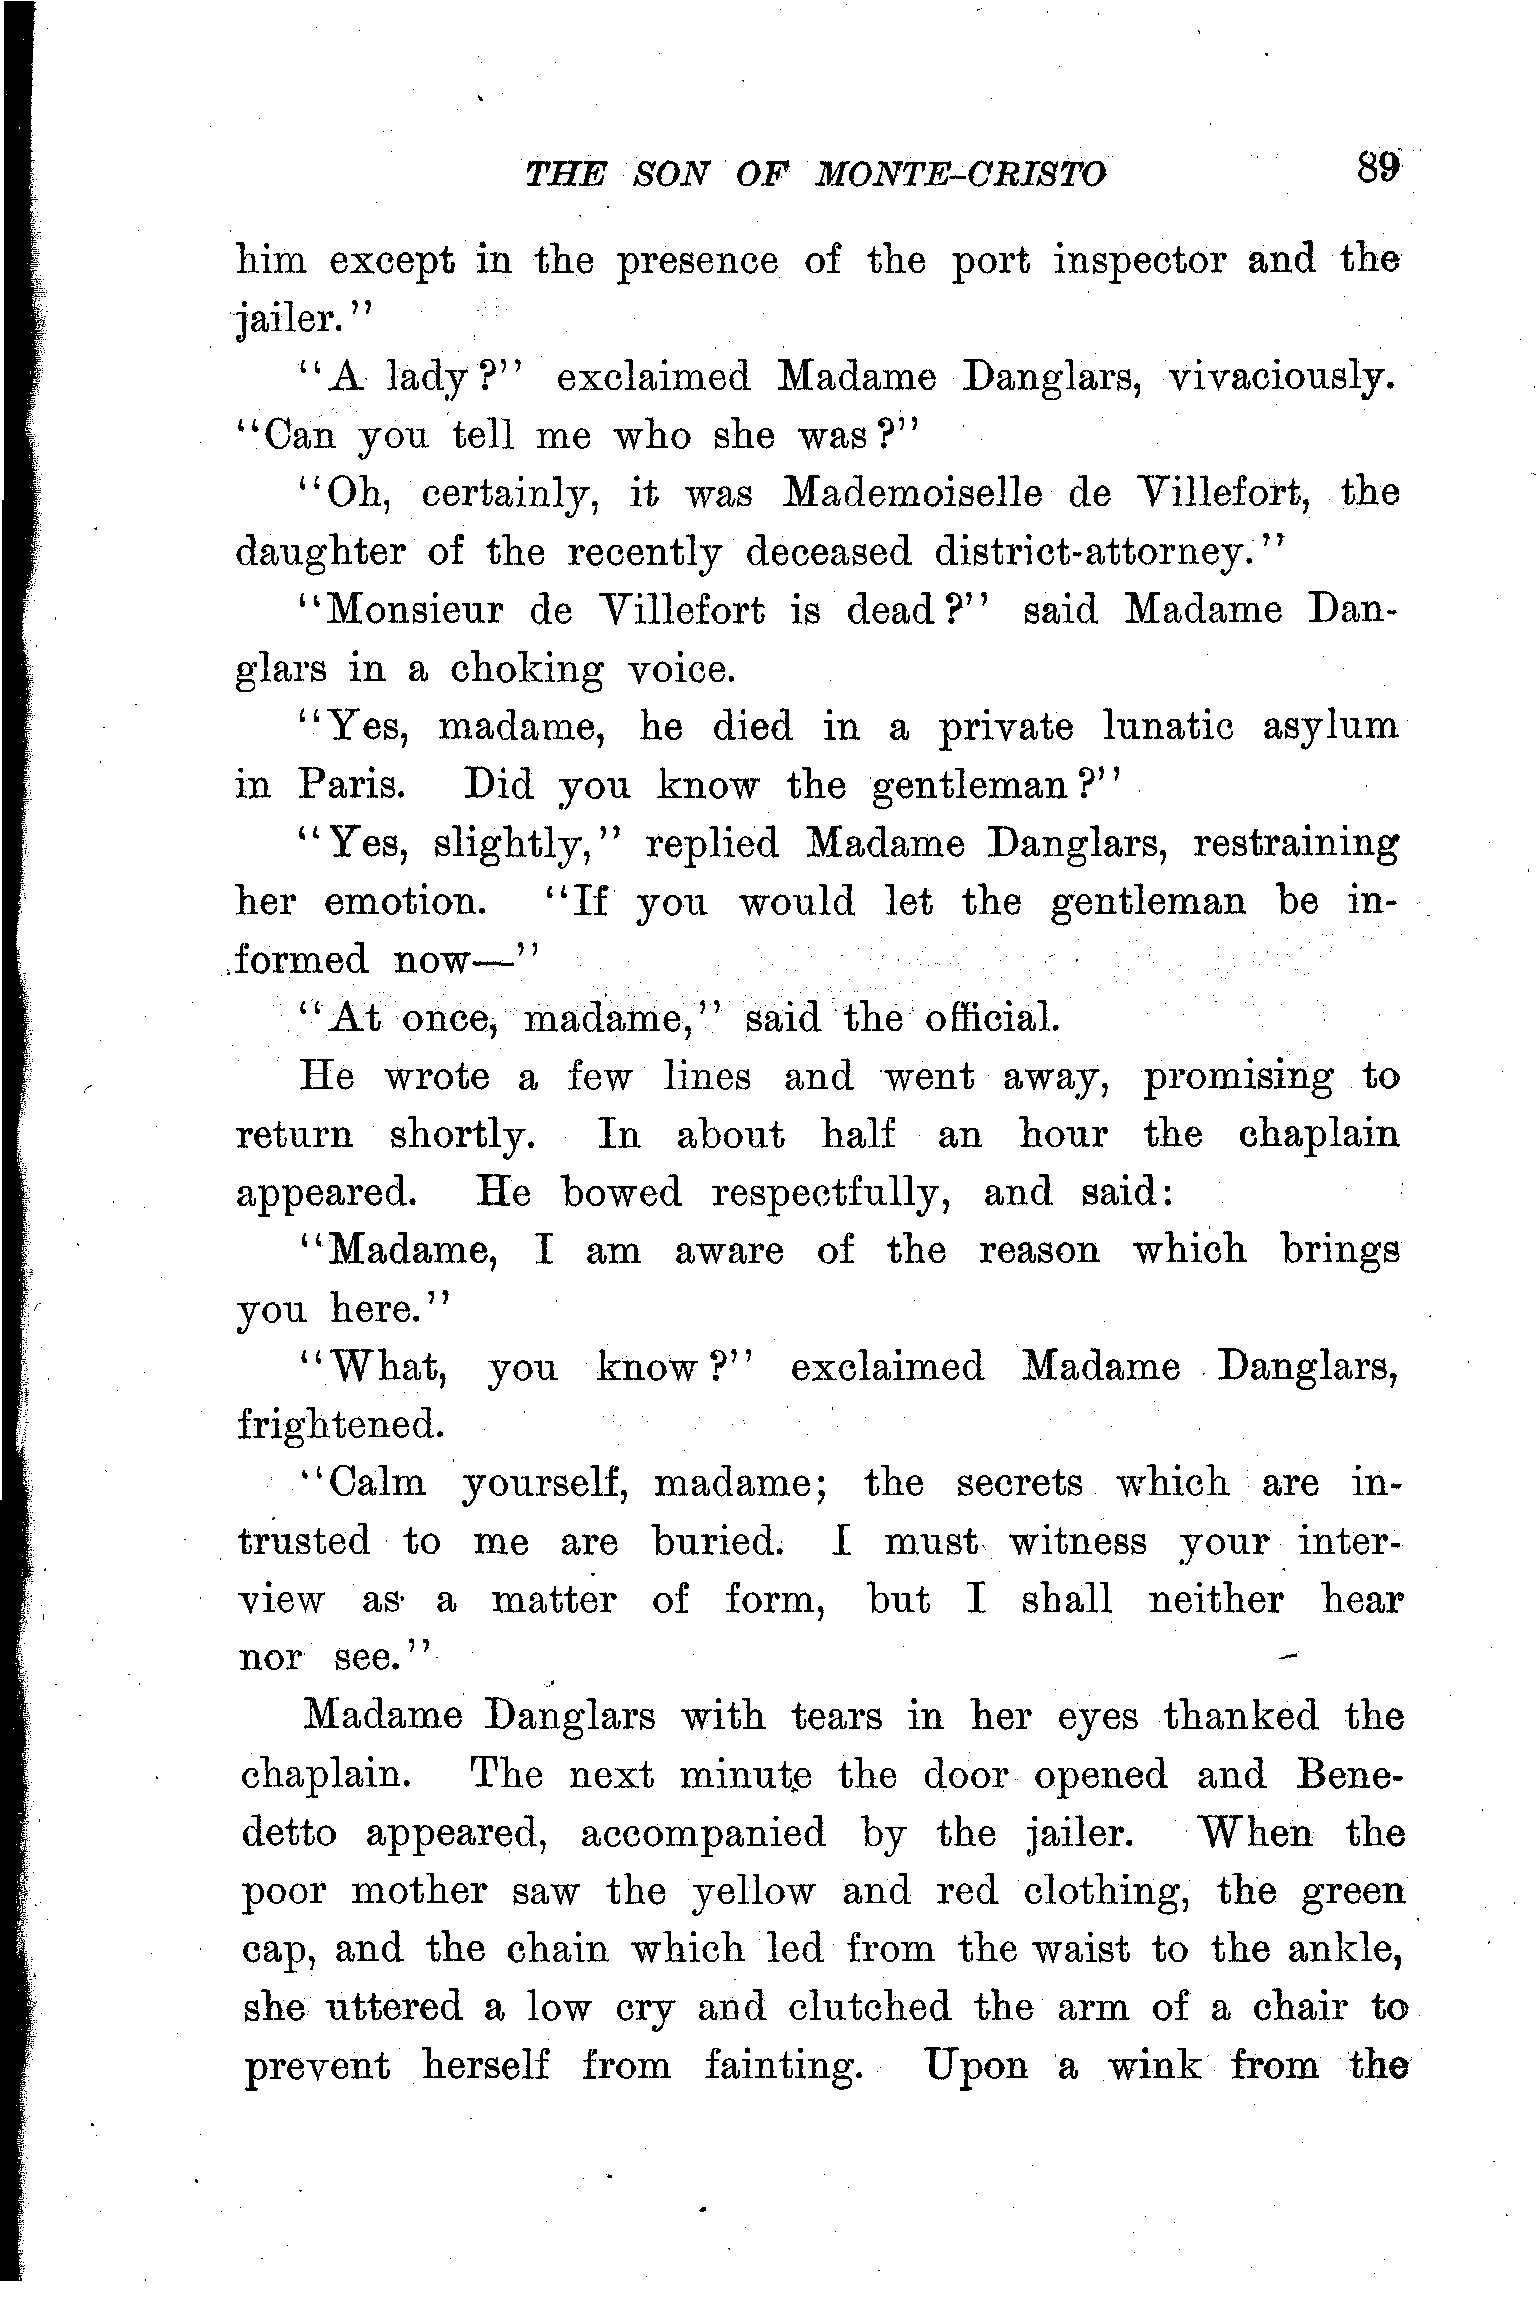 THE SON OF MONTE-CRISTO 89
him except in the presence of the port inspector and the
jailer."
"A lady?" exclaimed Madame Danglars, vivaciously.
"Can you tell me who she was?"
"Oh, certainly, it was Mademoiselle de Villefort, the
daughter of the recently deceased district-attorney."
"Monsieur de Villefort is dead?" said Madame Dan-
glars in a choking voice.
"Yes, madame, he died in a private lunatic asylum
in Paris. Did you know the gentleman?"
"Yes, slightly," replied Madame Danglars, restraining
her emotion. "If you would let the gentleman be in-
formed now—"
"At once, madame," said the official.
He wrote a few lines and went away, promising to
return shortly. In about half an hour the chaplain
appeared. He bowed respectfully, and said:
"Madame, I am aware of the reason which brings
you here."
"What, you know?" exclaimed Madame Danglars,
frightened.
"Calm yourself, madame; the secrets which are in-
trusted to me are buried. I must witness your inter-
view as a matter of form, but I shall neither hear
nor see."
Madame Danglars with tears in her eyes thanked the
chaplain. The next minute the door opened and Bene-
detto appeared, accompanied by the jailer. When the
poor mother saw the yellow and red clothing, the green
cap, and the chain which led from the waist to the ankle,
she uttered a low cry and clutched the arm of a chair to
prevent herself from fainting. Upon a wink from the